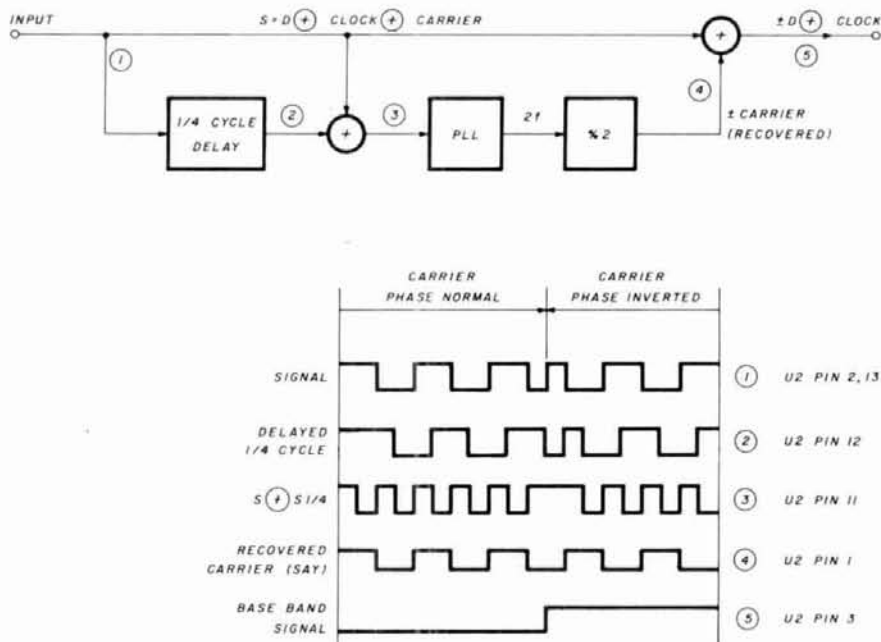 INPUT
S = D ⊕ CLOCK ⊕ CARRIER
± D ⊕ CLOCK
1
5
1/4 CYCLE
DELAY
2
+
3
PLL
2f
%2
4
± CARRIER
(RECOVERED)
+
CARRIER
PHASE NORMAL
CARRIER
PHASE INVERTED
SIGNAL
1
U2 PIN 2,13
DELAYED
1/4 CYCLE
2
U2 PIN 12
S ⊕ S 1/4
3
U2 PIN 11
RECOVERED
CARRIER (SAY)
4
U2 PIN 1
BASE BAND
SIGNAL
5
U2 PIN 3